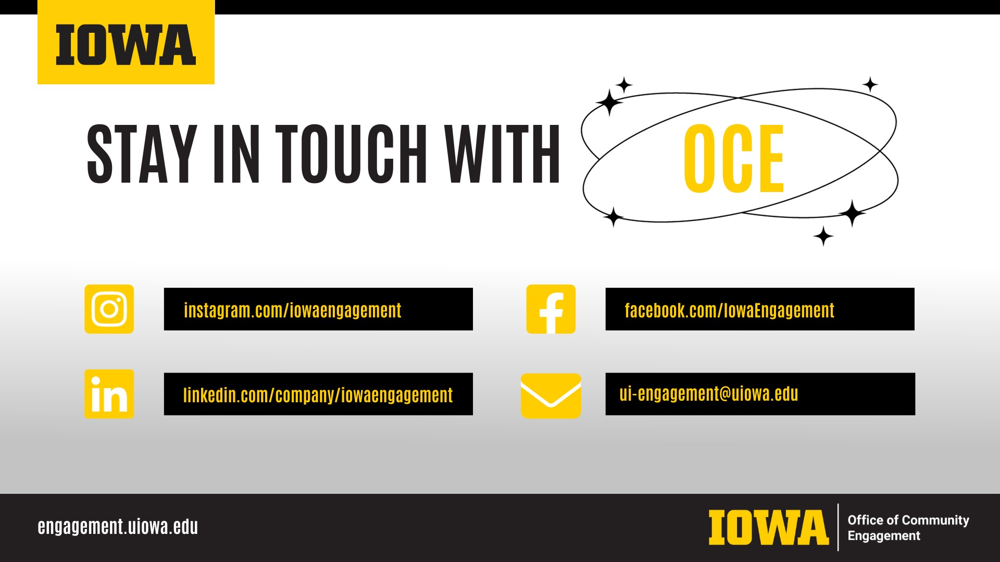 IOWA
STAY IN TOUCH WITH OCE
instagram.com/iowaengagement
facebook.com/IowaEngagement
in
linkedin.com/company/iowaengagement
ui-engagement@uiowa.edu
engagement.uiowa.edu
IOWA
Office of Community
Engagement